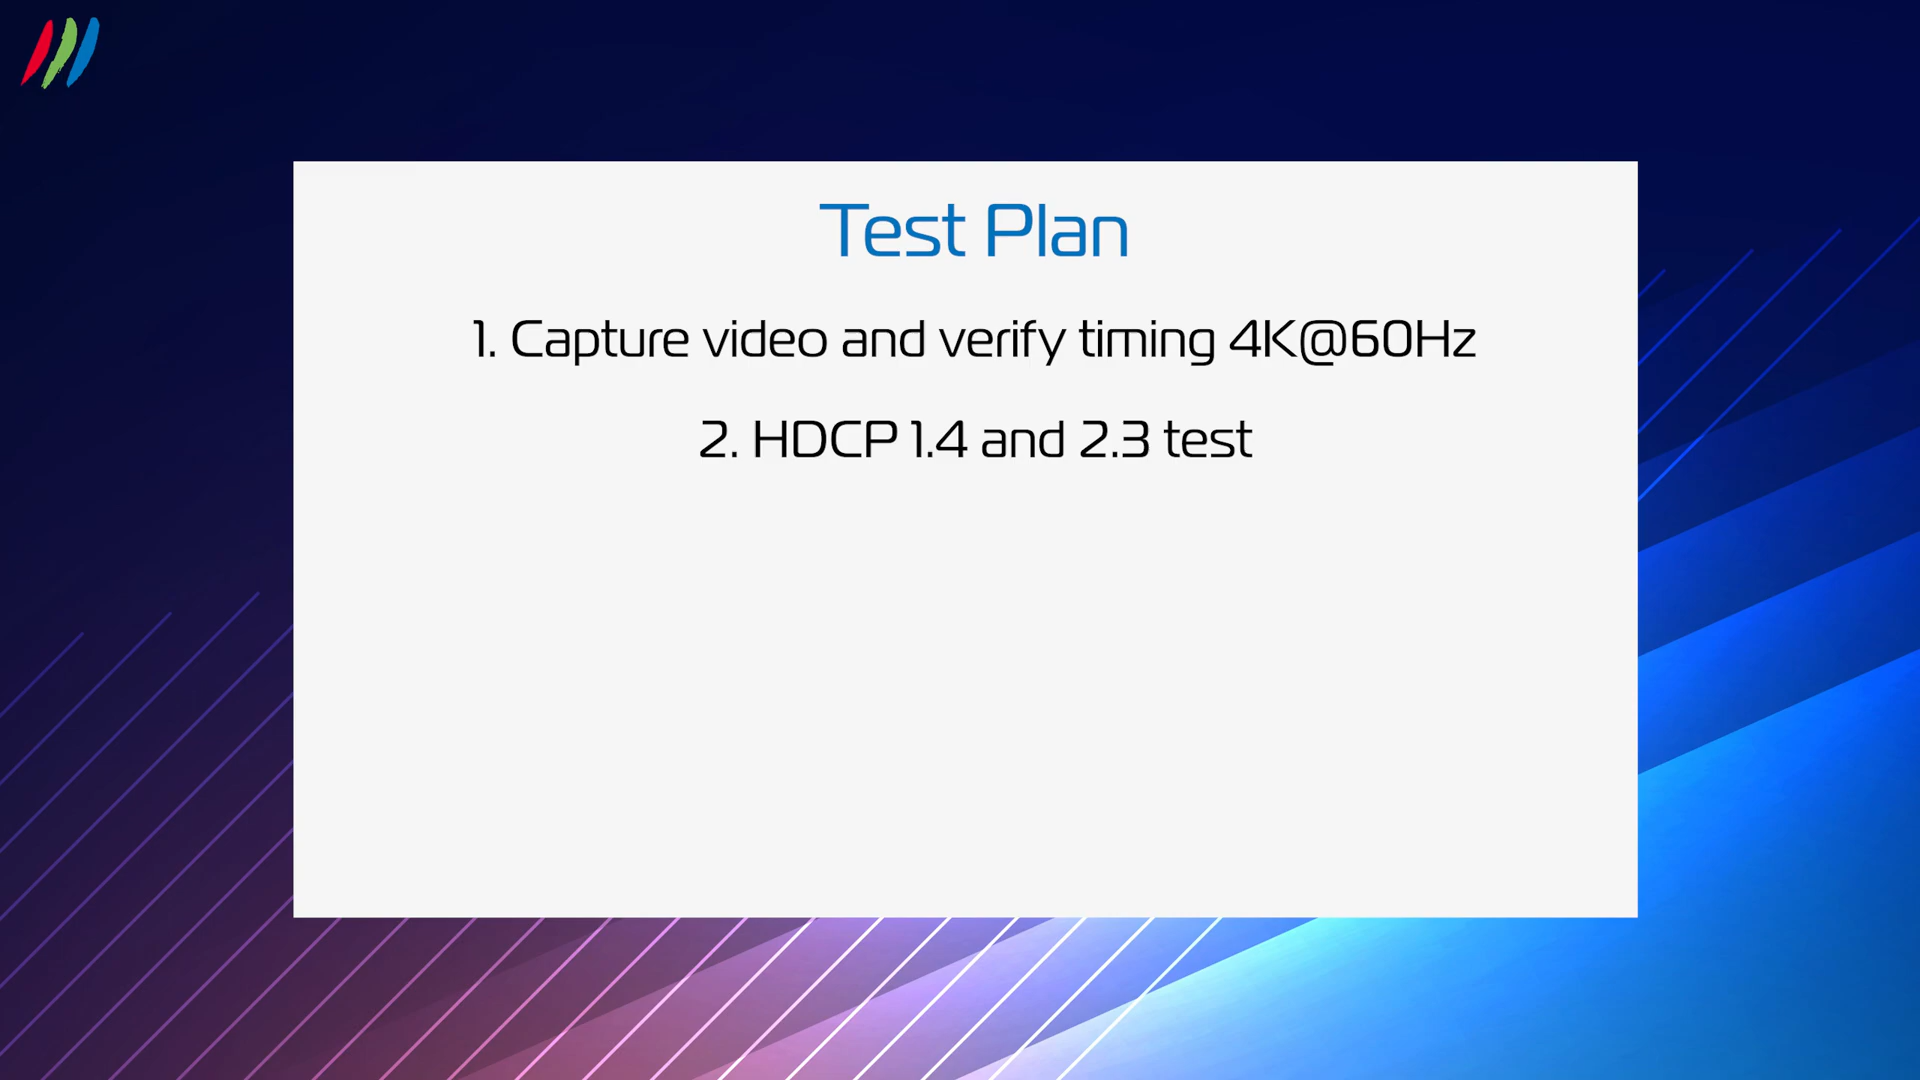 Test Plan
1. Capture video and verify timing 4K@60Hz
2. HDCP 1.4 and 2.3 test